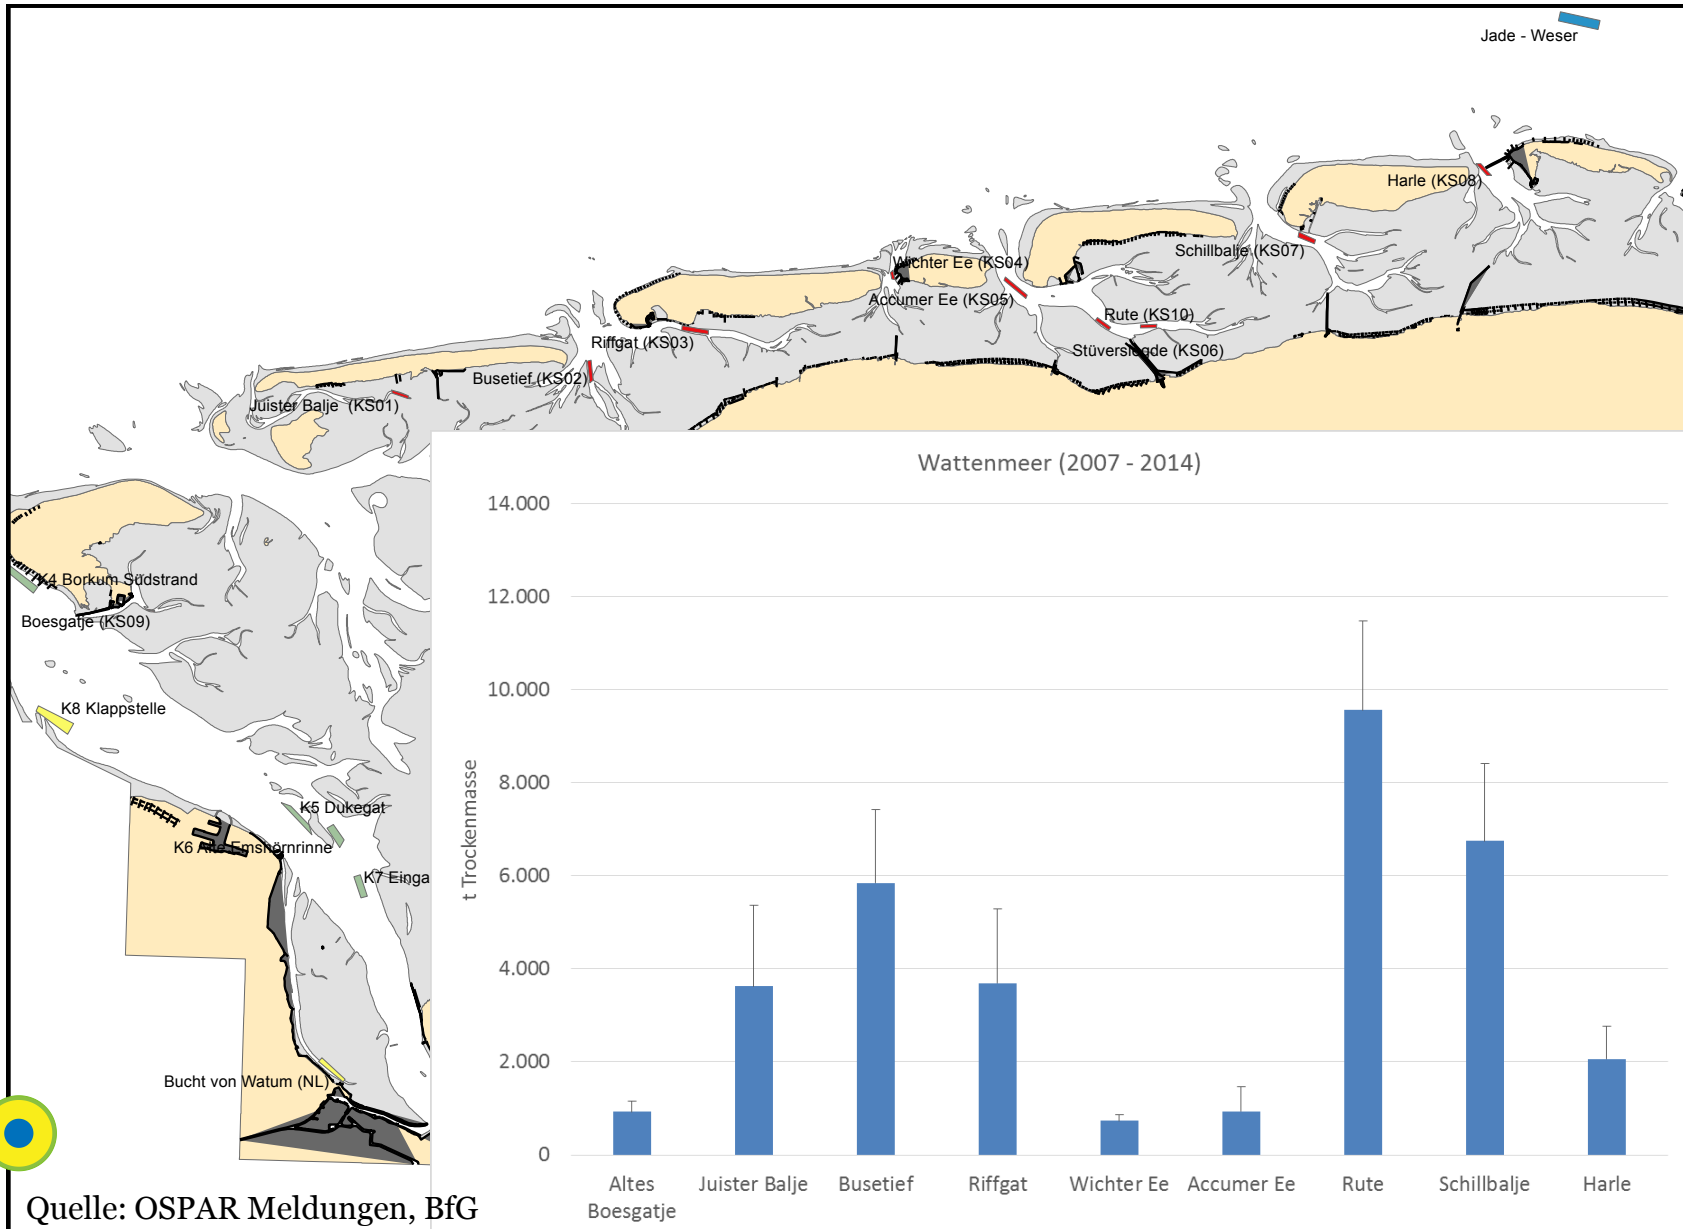 Jade - Weser
Harle (KS08)
Schillbalje (KS07)
Wichter Ee (KS04)
Accumer Ee (KS05)
Rute (KS10)
Stüversledge (KS06)
Riffgat (KS03)
Busetief (KS02)
Juister Balje (KS01)
K4 Borkum Südstrand
Boesgatje (KS09)
K8 Klappstelle
K5 Dukegat
K6 Alte Emshörnrinne
K7 Einga
Bucht von Watum (NL)
Wattenmeer (2007 - 2014)
t Trockenmasse
14.000
12.000
10.000
8.000
6.000
4.000
2.000
0
Altes
Boesgatje
Juister Balje
Busetief
Riffgat
Wichter Ee
Accumer Ee
Rute
Schillbalje
Harle
Quelle: OSPAR Meldungen, BfG